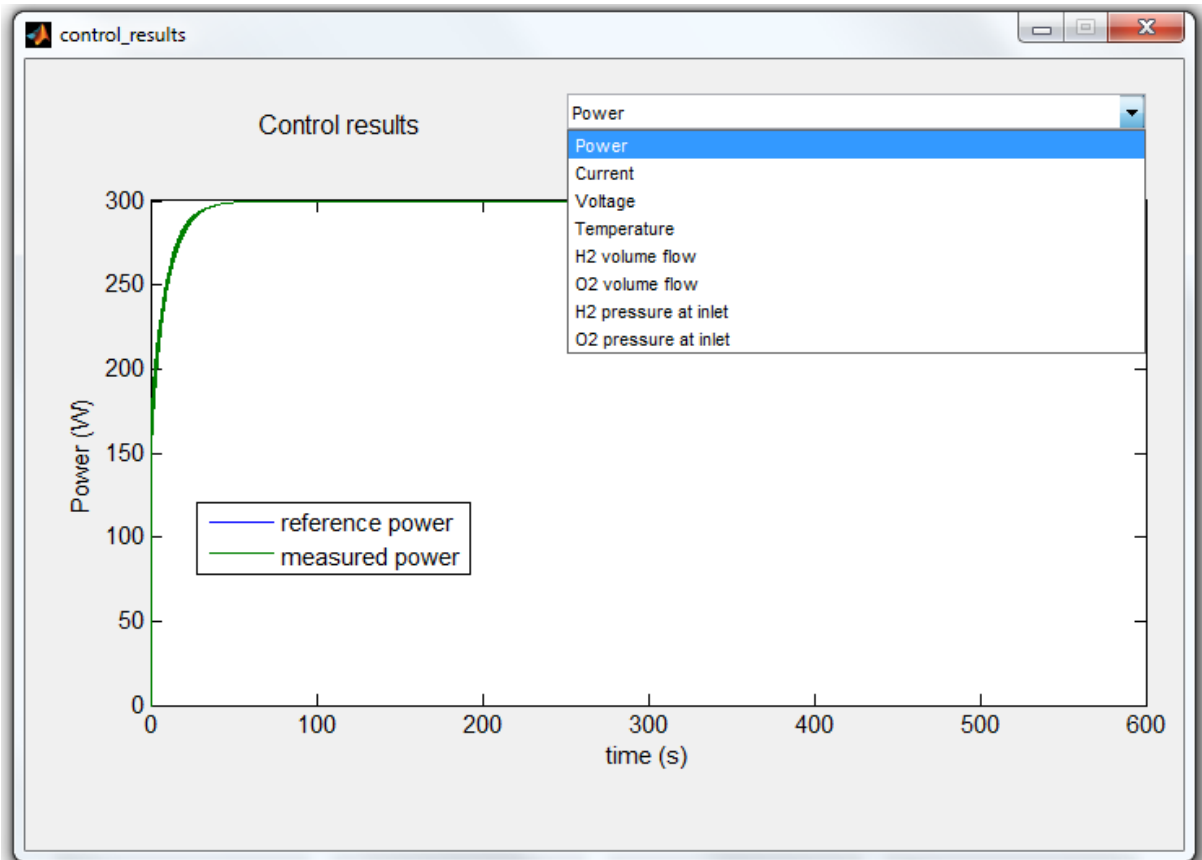 control_results
Control results
Power
Power
Current
Voltage
Temperature
H2 volume flow
O2 volume flow
H2 pressure at inlet
O2 pressure at inlet
300
250
200
150
100
50
0
Power (W)
reference power
measured power
0 100 200 300 400 500 600
time (s)